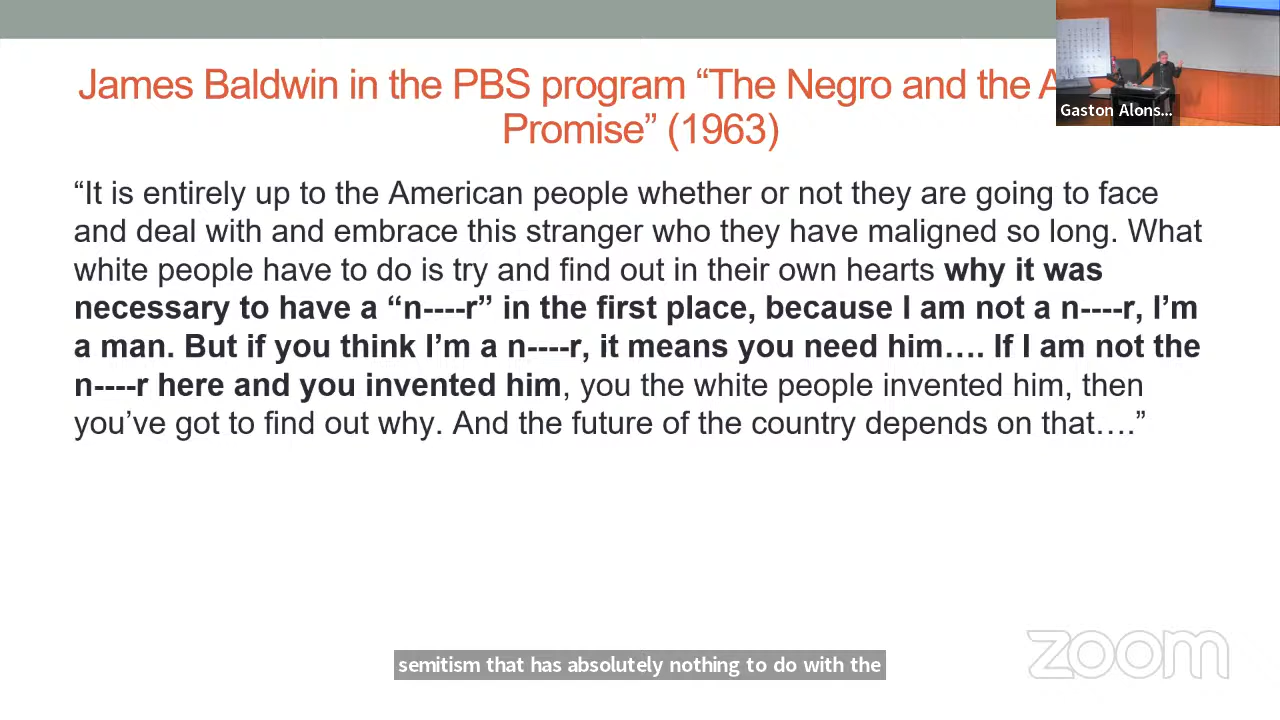 James Baldwin in the PBS program “The Negro and the A
Promise” (1963)
Gaston Alons...
“It is entirely up to the American people whether or not they are going to face
and deal with and embrace this stranger who they have maligned so long. What
white people have to do is try and find out in their own hearts why it was
necessary to have a “n----r” in the first place, because I am not a n----r, I’m
a man. But if you think I’m a n----r, it means you need him…. If I am not the
n----r here and you invented him, you the white people invented him, then
you’ve got to find out why. And the future of the country depends on that….”
semitism that has absolutely nothing to do with the
zoom